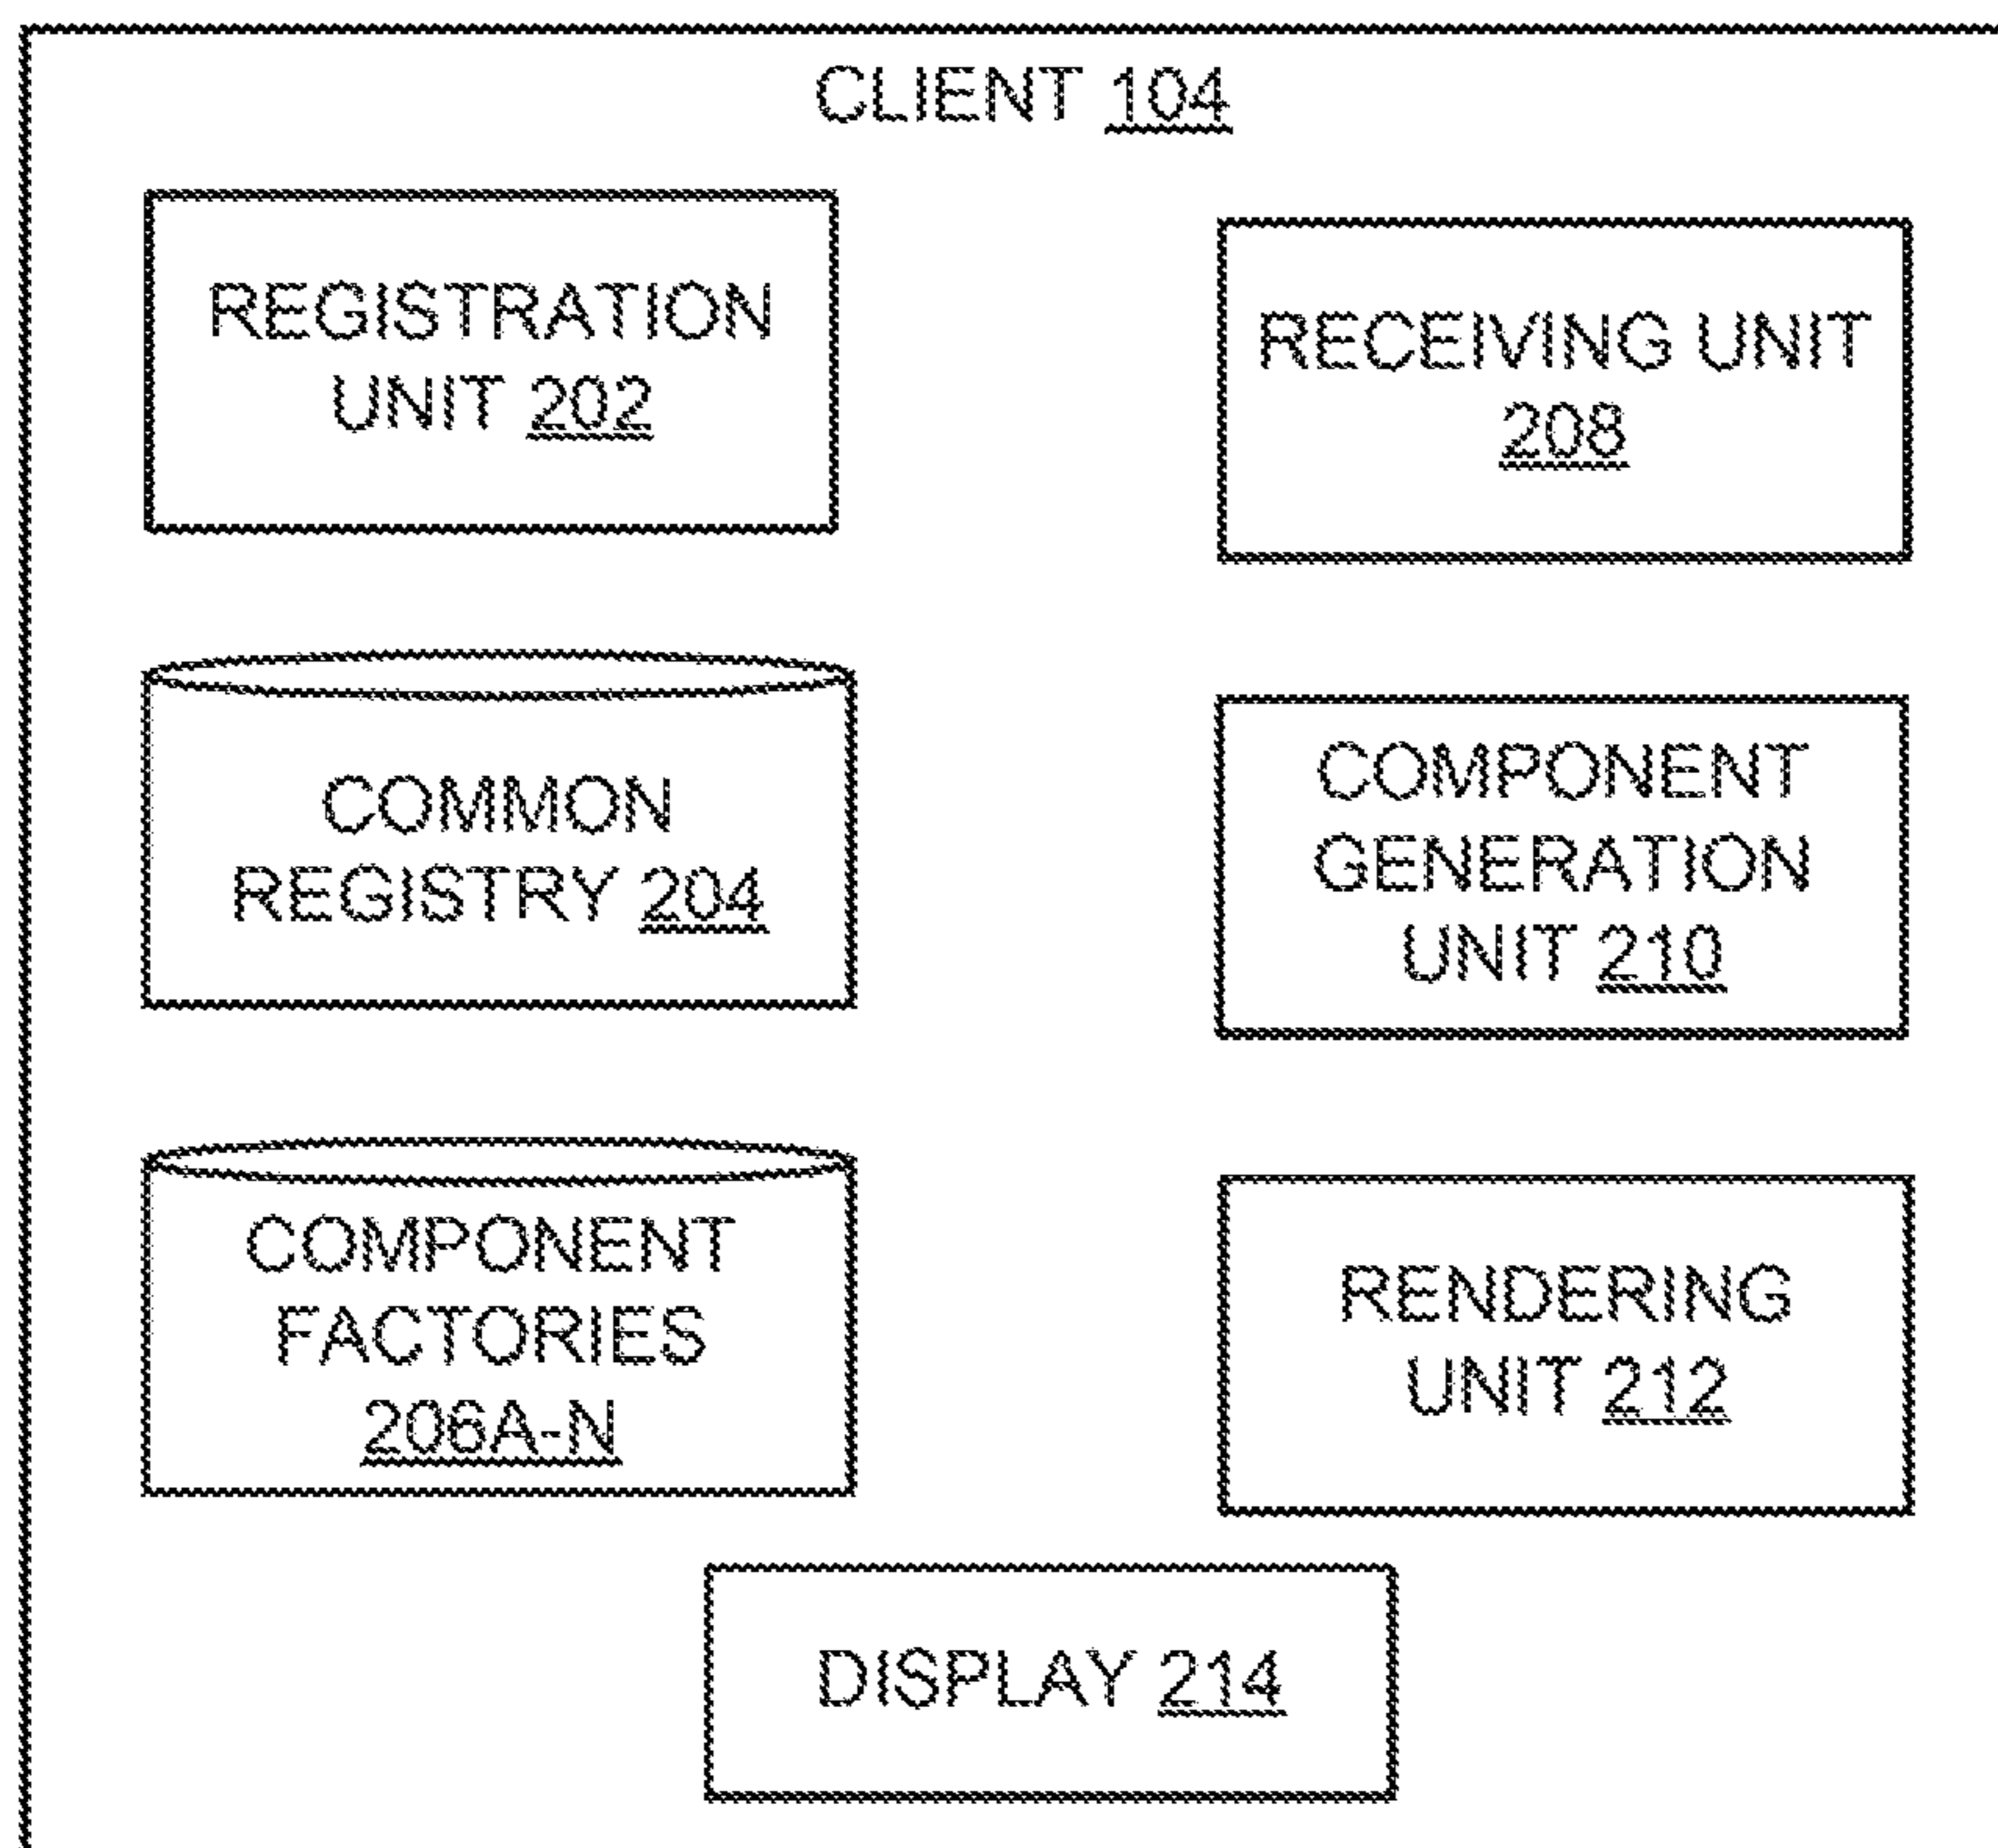 CLIENT 104
REGISTRATION
UNIT 202
RECEIVING UNIT
208
COMMON
REGISTRY 204
COMPONENT
GENERATION
UNIT 210
COMPONENT
FACTORIES
206A-N
RENDERING
UNIT 212
DISPLAY 214